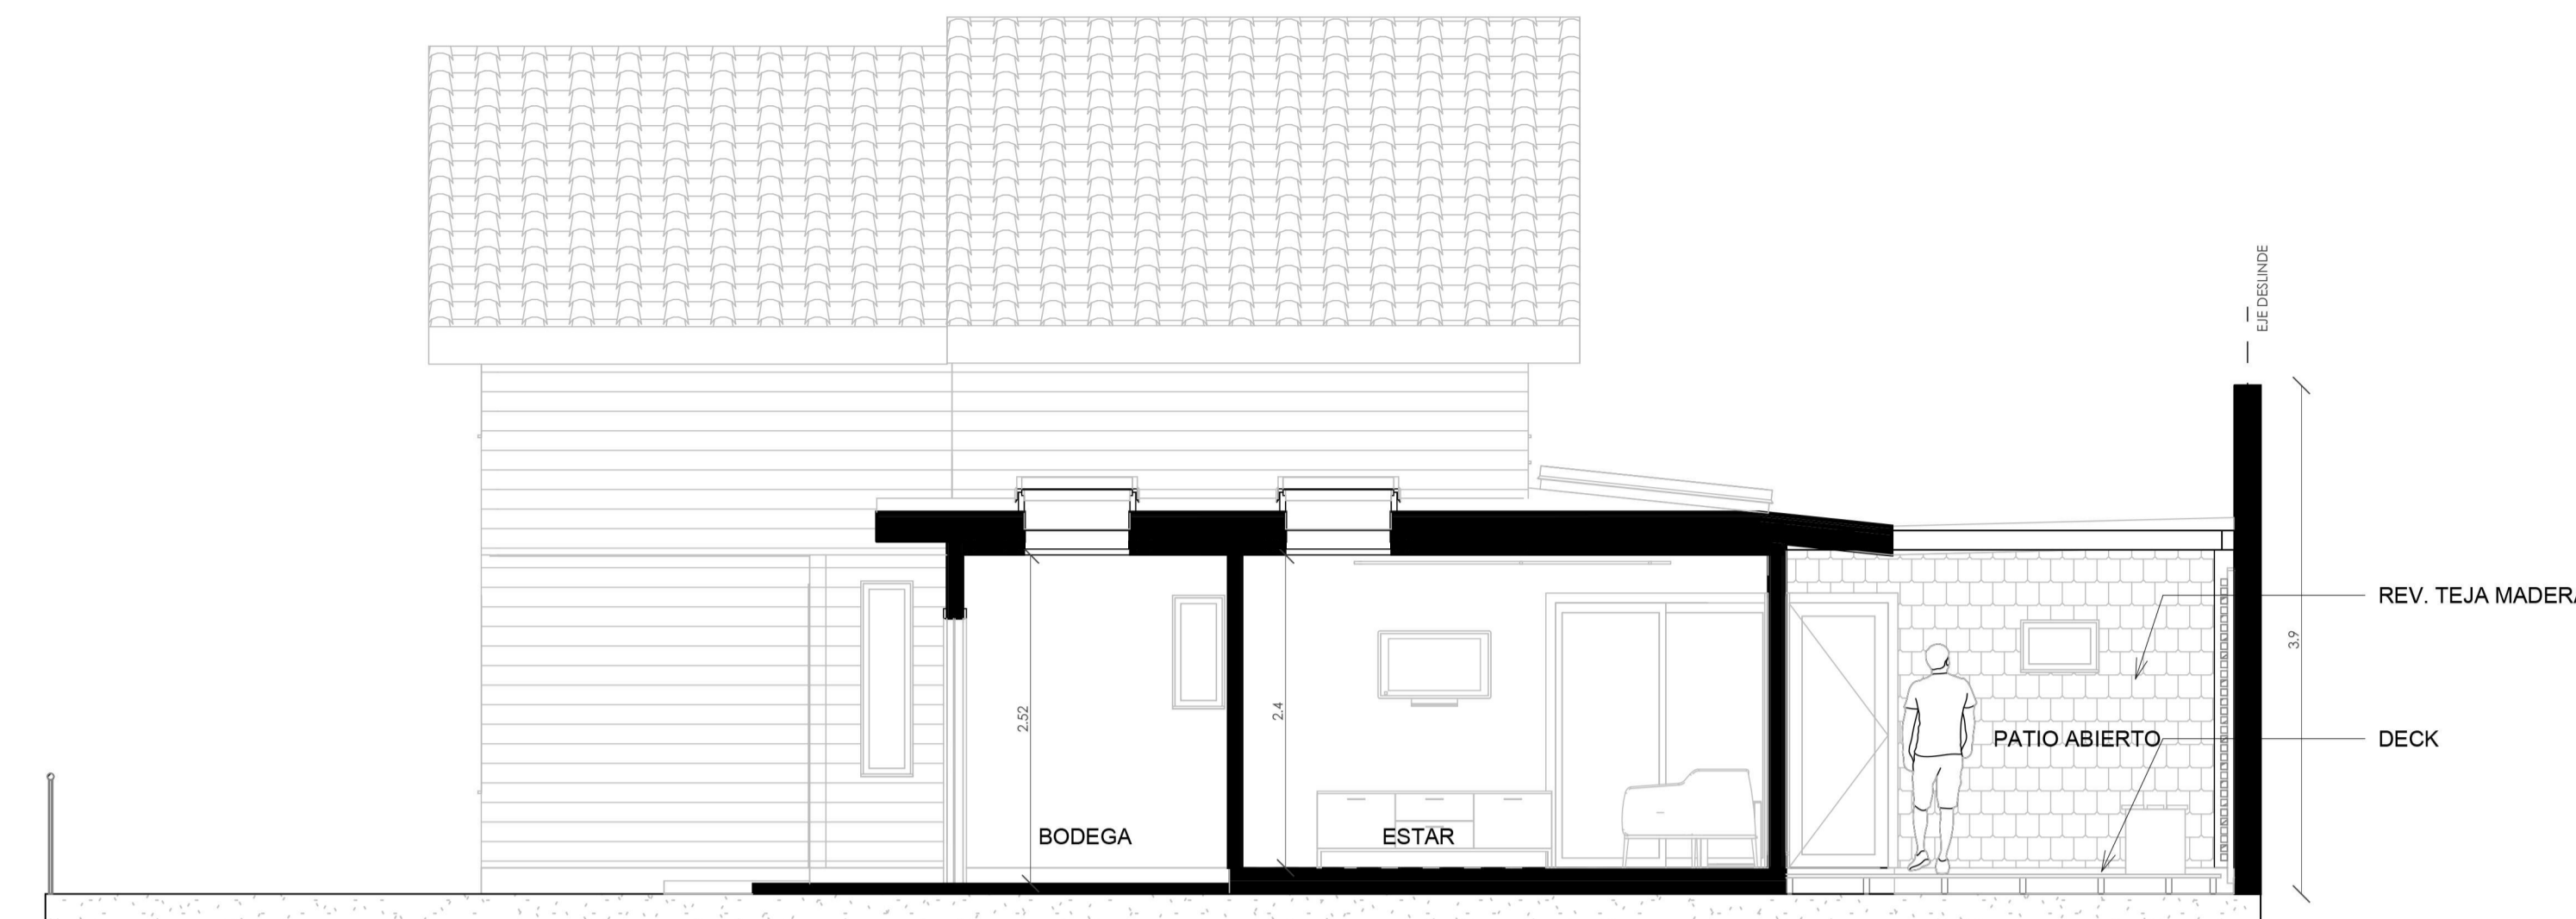 EJE DESLINDE
REV. TEJA MADERA
3.9
2.52
2.4
PATIO ABIERTO
DECK
BODEGA
ESTAR